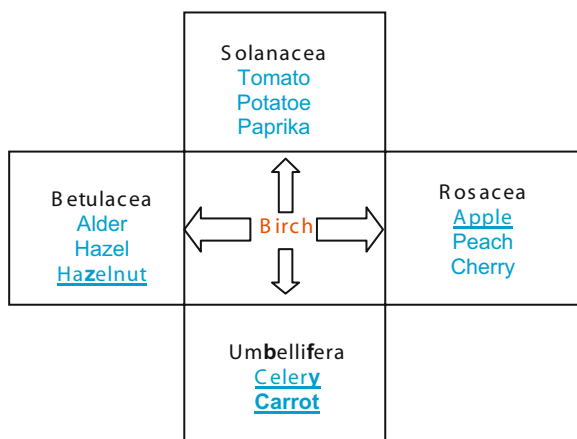 Solanacea
Tomato
Potatoe
Paprika
Betulacea
Alder
Hazel
Hazelnut
Birch
Rosacea
Apple
Peach
Cherry
Umbellifera
Celery
Carrot